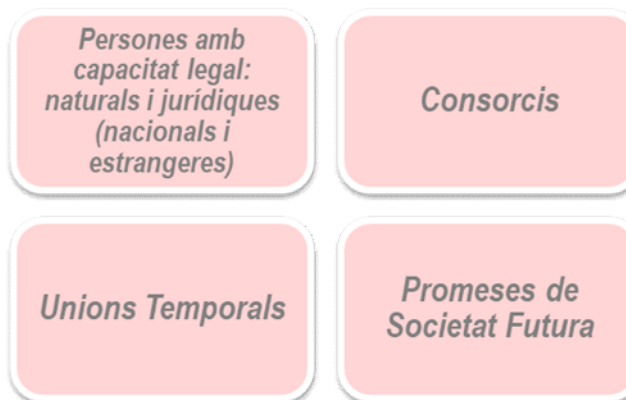 Persones amb
capacitat legal:
naturals i jurídiques
(nacionals i
estrangeres)
Consorcis
Unions Temporals
Promeses de
Societat Futura